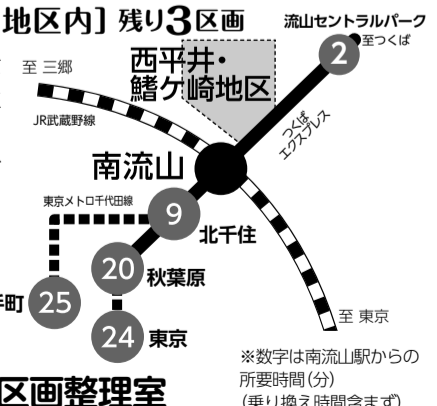 地区内］残り3区画
流山セントラルパーク
2
至つくば
至 三郷
西平井・
鰭ケ崎地区
JR武蔵野線
つくば
エクスプレス
南流山
東京メトロ千代田線
9
北千住
20
秋葉原
手町
25
24
東京
至 東京
※数字は南流山駅からの
所要時間（分）
（乗り換え時間含まず）
区画整理室